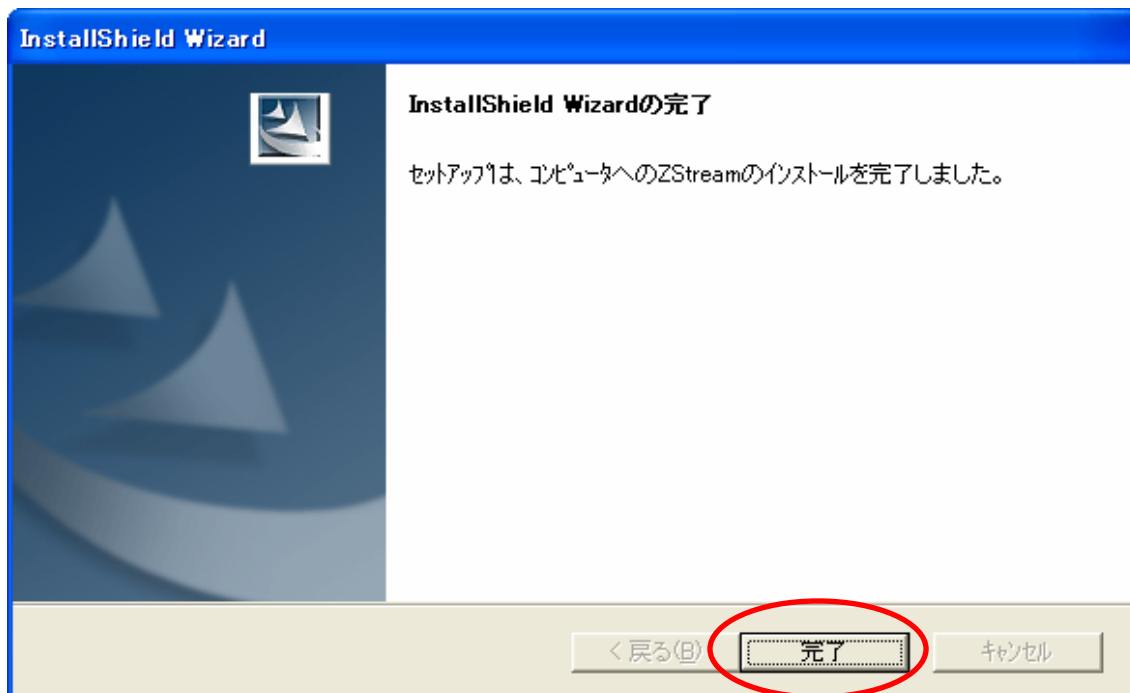 InstallShield Wizard
InstallShield Wizardの完了
セットアップは、コンピュータへのZStreamのインストールを完了しました。
< 戻る(B)
完了
キャンセル